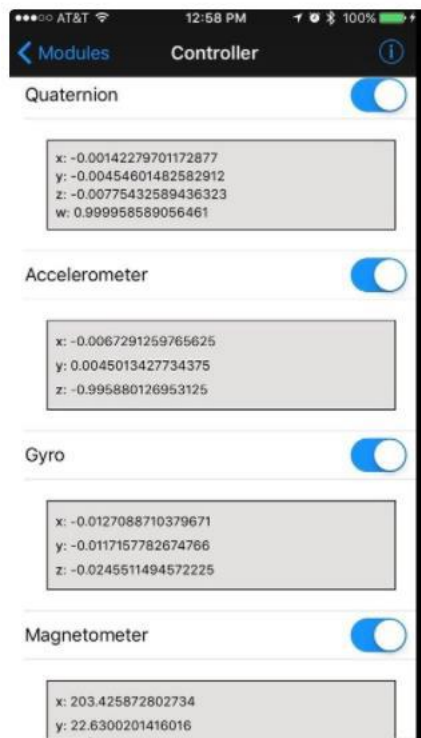 AT&T 12:58 PM 100%
Modules Controller
Quaternion
x: -0.00142279701172877
y: -0.00454601482582912
z: -0.00775432589436323
w: 0.999958589056461
Accelerometer
x: -0.0067291259765625
y: 0.0045013427734375
z: -0.995880126953125
Gyro
x: -0.0127088710379671
y: -0.0117157782674766
z: -0.0245511494572225
Magnetometer
x: 203.425872802734
y: 22.6300201416016